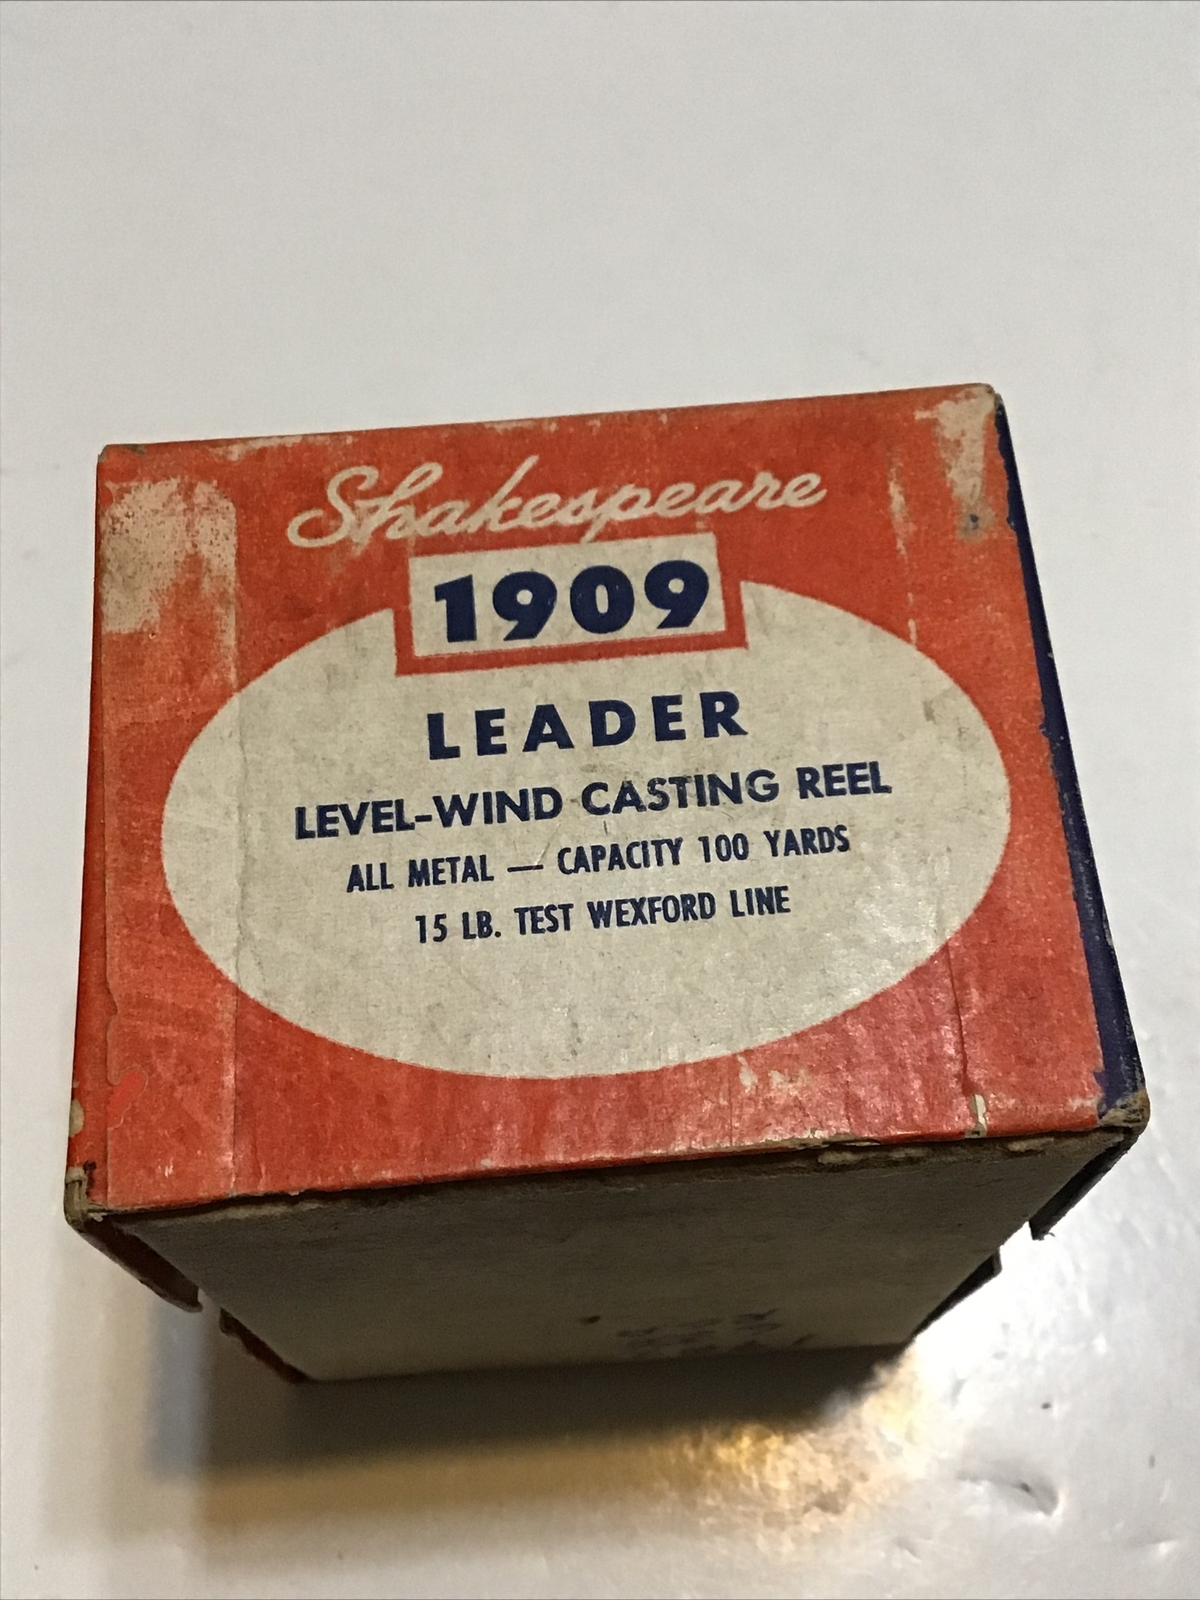 Shakespeare
1909
LEADER
LEVEL-WIND CASTING REEL
ALL METAL — CAPACITY 100 YARDS
15 LB. TEST WEXFORD LINE